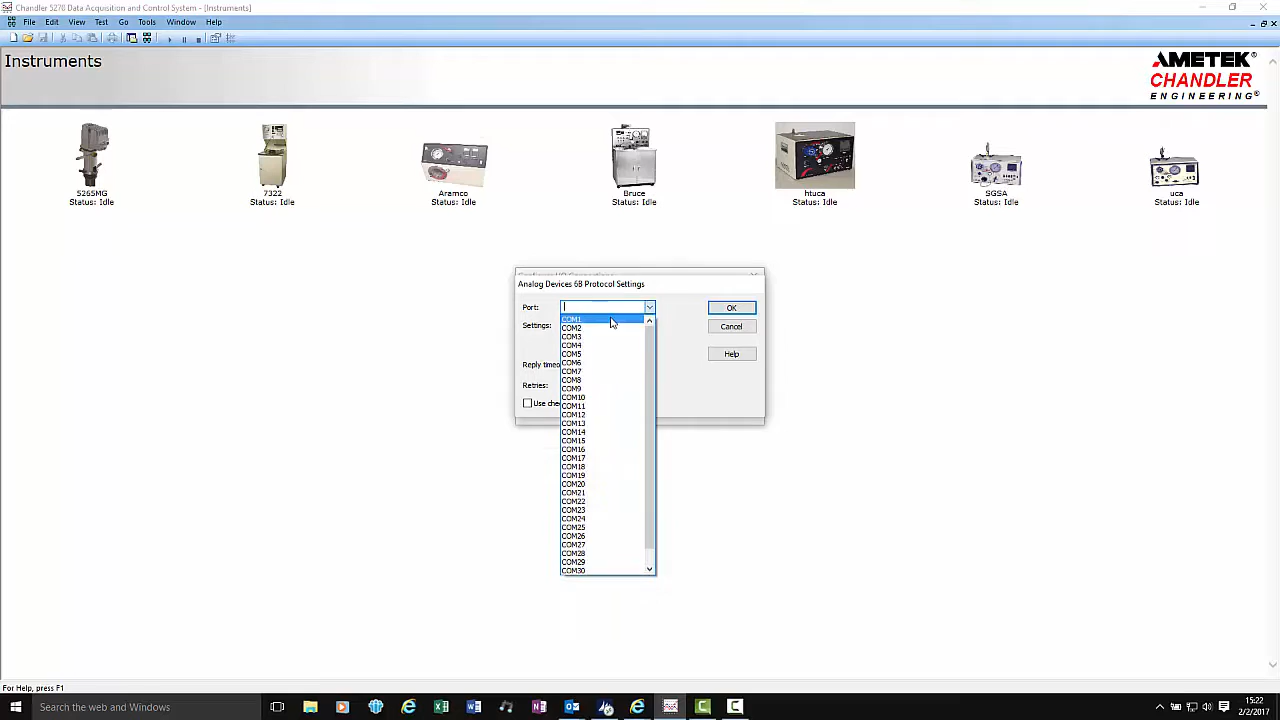 Chandler 5270 Data Acquisition and Control System - [Instruments]
File Edit View Test Go Tools Window Help
Instruments
AMETEK®
CHANDLER
ENGINEERING®
5265MG
Status: Idle
7322
Status: Idle
Aramco
Status: Idle
Bruce
Status: Idle
htuca
Status: Idle
SGSA
Status: Idle
uca
Status: Idle
Analog Devices 6B Protocol Settings
Port:
OK
Settings:
Cancel
Help
Reply timeo
Retries:
Use che
COM1
COM2
COM3
COM4
COM5
COM6
COM7
COM8
COM9
COM10
COM11
COM12
COM13
COM14
COM15
COM16
COM17
COM18
COM19
COM20
COM21
COM22
COM23
COM24
COM25
COM26
COM27
COM28
COM29
COM30
For Help, press F1
Search the web and Windows
15:22
2/2/2017